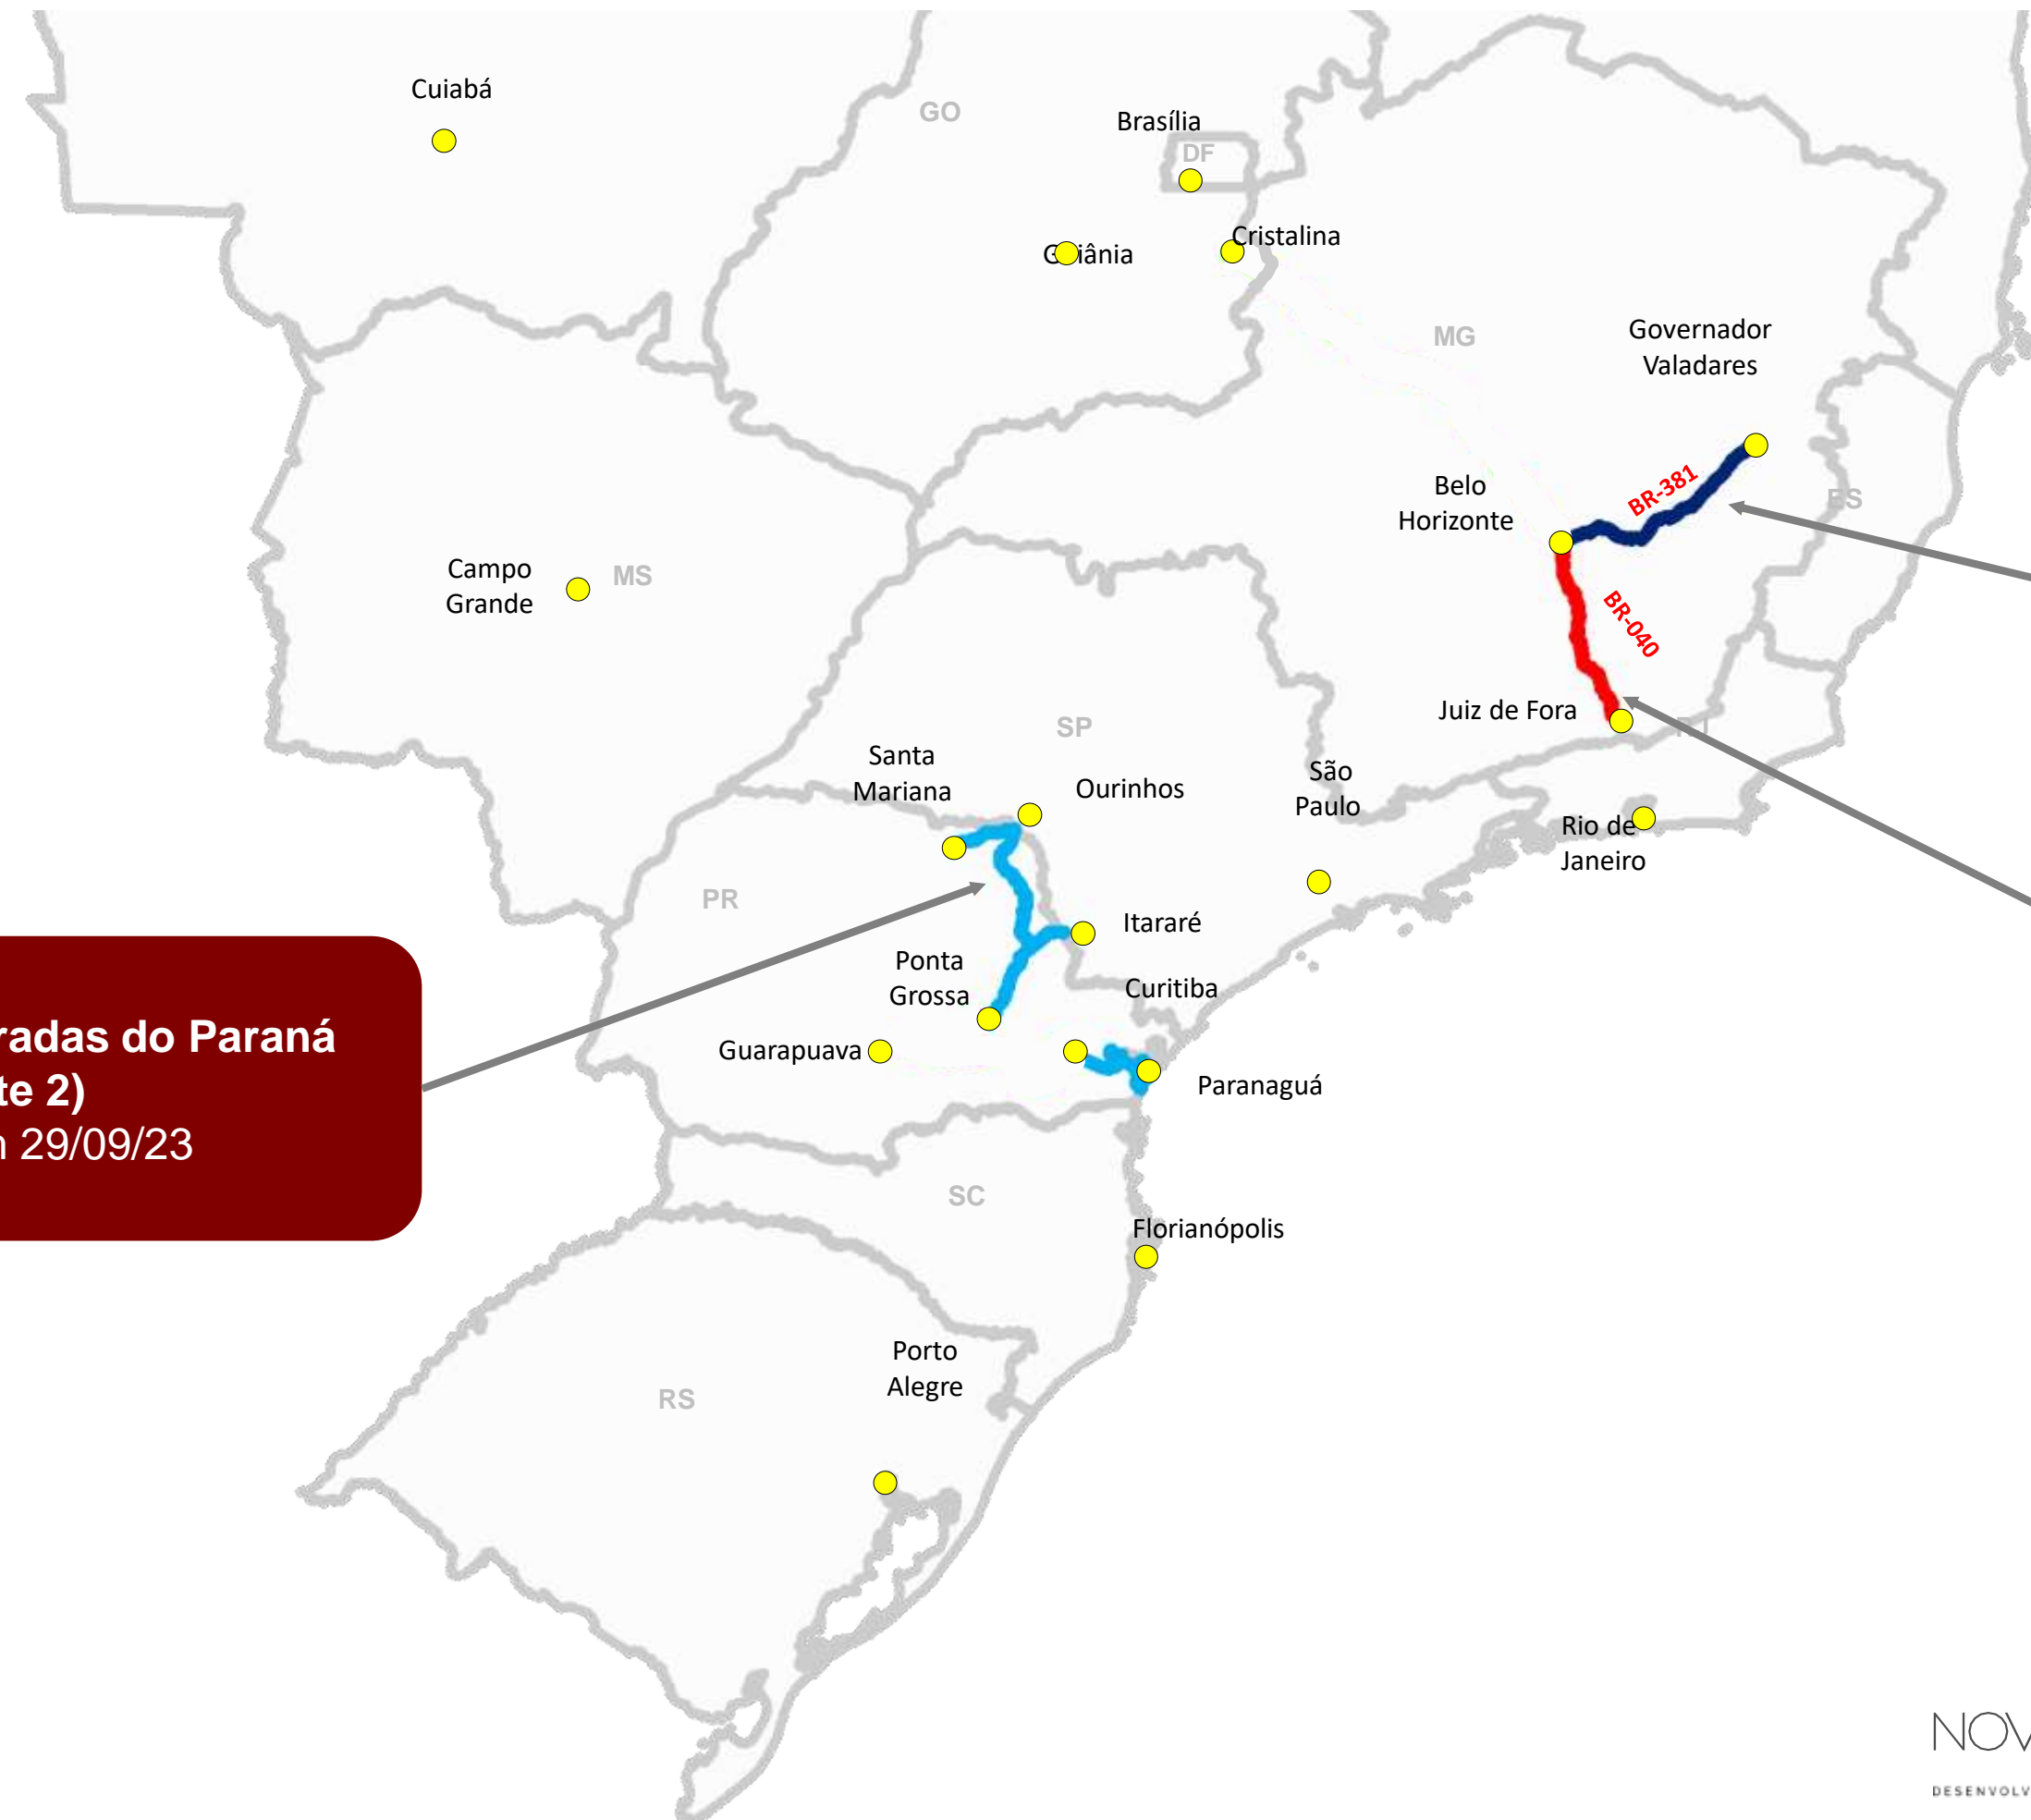 Cuiabá
GO
Brasília
DF
Goiânia
Cristalina
MG
Governador
Valadares
BR-381
ES
Belo
Horizonte
Campo
Grande
MS
BR-040
Juiz de Fora
SP
Santa
Mariana
Ourinhos
São
Paulo
Rio de
Janeiro
PR
Itararé
Ponta
Grossa
Curitiba
radas do Paraná
te 2)
29/09/23
Guarapuava
Paranaguá
SC
Florianópolis
Porto
Alegre
RS
NOV
DESENVOLV